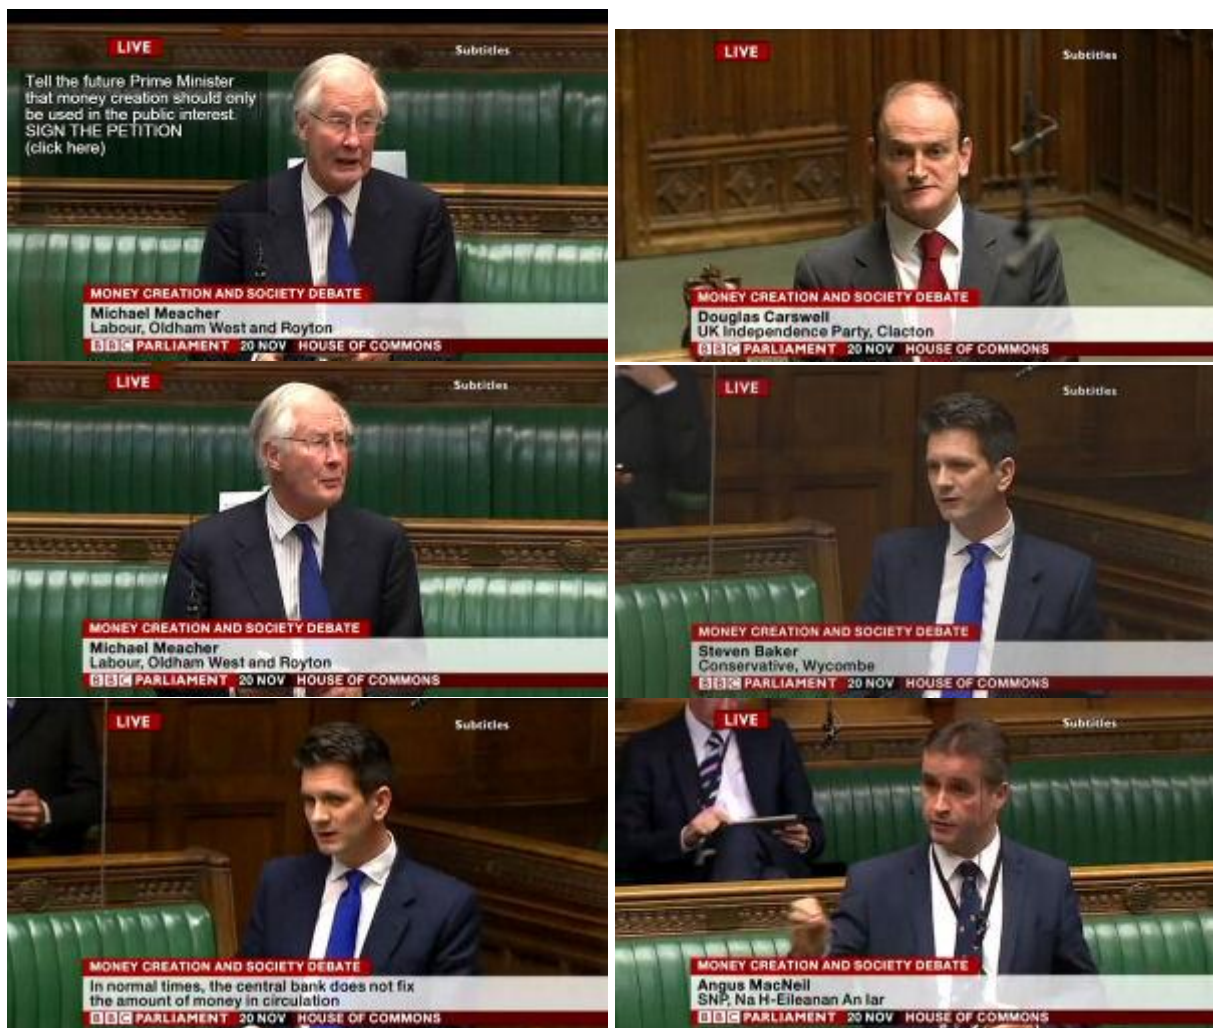 LIVE
Subtitles
Tell the future Prime Minister
that money creation should only
be used in the public interest.
SIGN THE PETITION
(click here)
MONEY CREATION AND SOCIETY DEBATE
Michael Meacher
Labour, Oldham West and Royton
BBC PARLIAMENT 20 NOV HOUSE OF COMMONS
LIVE
Subtitles
MONEY CREATION AND SOCIETY DEBATE
Douglas Carswell
UK Independence Party, Clacton
BBC PARLIAMENT 20 NOV HOUSE OF COMMONS
LIVE
Subtitles
MONEY CREATION AND SOCIETY DEBATE
Michael Meacher
Labour, Oldham West and Royton
BBC PARLIAMENT 20 NOV HOUSE OF COMMONS
LIVE
Subtitles
MONEY CREATION AND SOCIETY DEBATE
Steven Baker
Conservative, Wycombe
BBC PARLIAMENT 20 NOV HOUSE OF COMMONS
LIVE
Subtitles
MONEY CREATION AND SOCIETY DEBATE
In normal times, the central bank does not fix
the amount of money in circulation
BBC PARLIAMENT 20 NOV HOUSE OF COMMONS
LIVE
Subtitles
MONEY CREATION AND SOCIETY DEBATE
Angus MacNeil
SNP, Na H-Eileanan An Iar
BBC PARLIAMENT 20 NOV HOUSE OF COMMONS